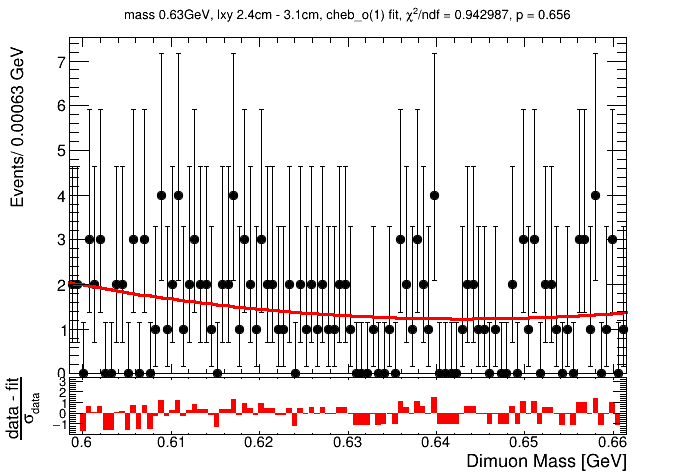 mass 0.63GeV, lxy 2.4cm - 3.1cm, cheb_o(1) fit, χ²/ndf = 0.942987, p = 0.656
Events/ 0.00063 GeV
7
6
5
4
3
2
1
0
data - fit
σdata
3
2
1
0
−1
0.6 0.61 0.62 0.63 0.64 0.65 0.66
Dimuon Mass [GeV]